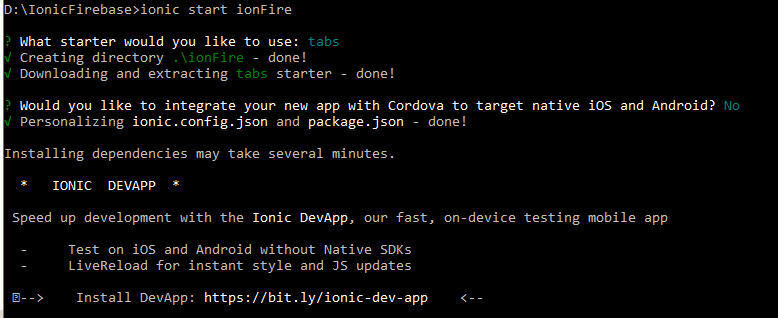 D:\IonicFirebase>ionic start ionFire
? What starter would you like to use: tabs
√ Creating directory .\ionFire - done!
√ Downloading and extracting tabs starter - done!
? Would you like to integrate your new app with Cordova to target native iOS and Android? No
√ Personalizing ionic.config.json and package.json - done!
Installing dependencies may take several minutes.
* IONIC DEVAPP *
Speed up development with the Ionic DevApp, our fast, on-device testing mobile app
- Test on iOS and Android without Native SDKs
- LiveReload for instant style and JS updates
--> Install DevApp: https://bit.ly/ionic-dev-app <--